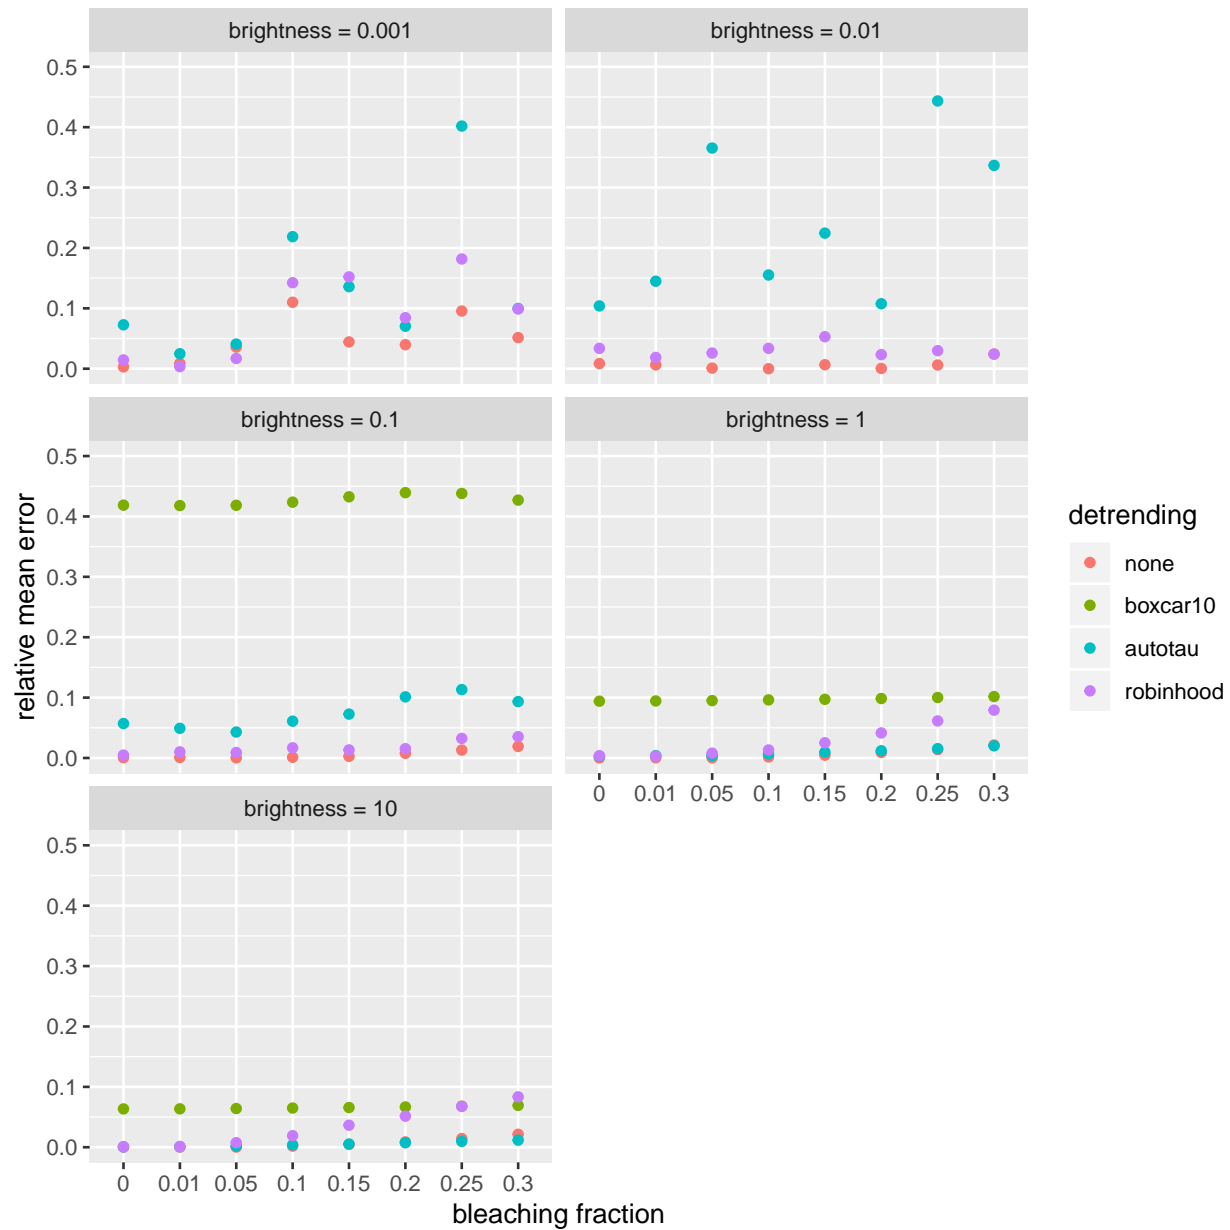 brightness = 0.001
brightness = 0.01
0.5
0.4
0.3
0.2
0.1
0.0
brightness = 0.1
brightness = 1
0.5
0.4
0.3
0.2
0.1
0.0
0 0.01 0.05 0.1 0.15 0.2 0.25 0.3
brightness = 10
0.5
0.4
0.3
0.2
0.1
0.0
0 0.01 0.05 0.1 0.15 0.2 0.25 0.3
bleaching fraction
relative mean error
detrending
none
boxcar10
autotau
robinhood